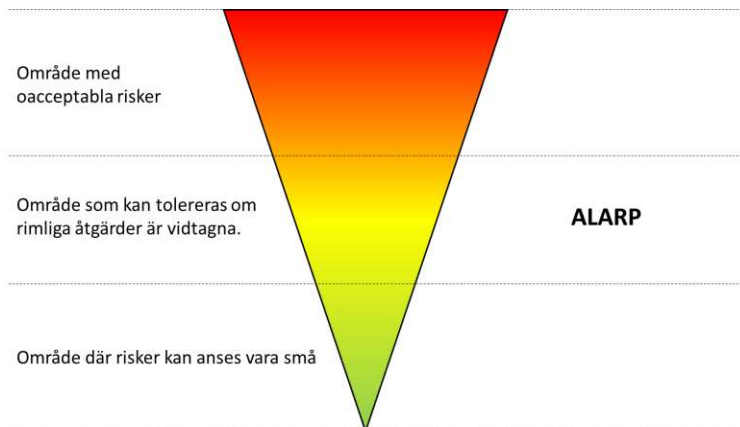 Område med
oacceptabla risker
Område som kan tolereras om
rimliga åtgärder är vidtagna.
ALARP
Område där risker kan anses vara små